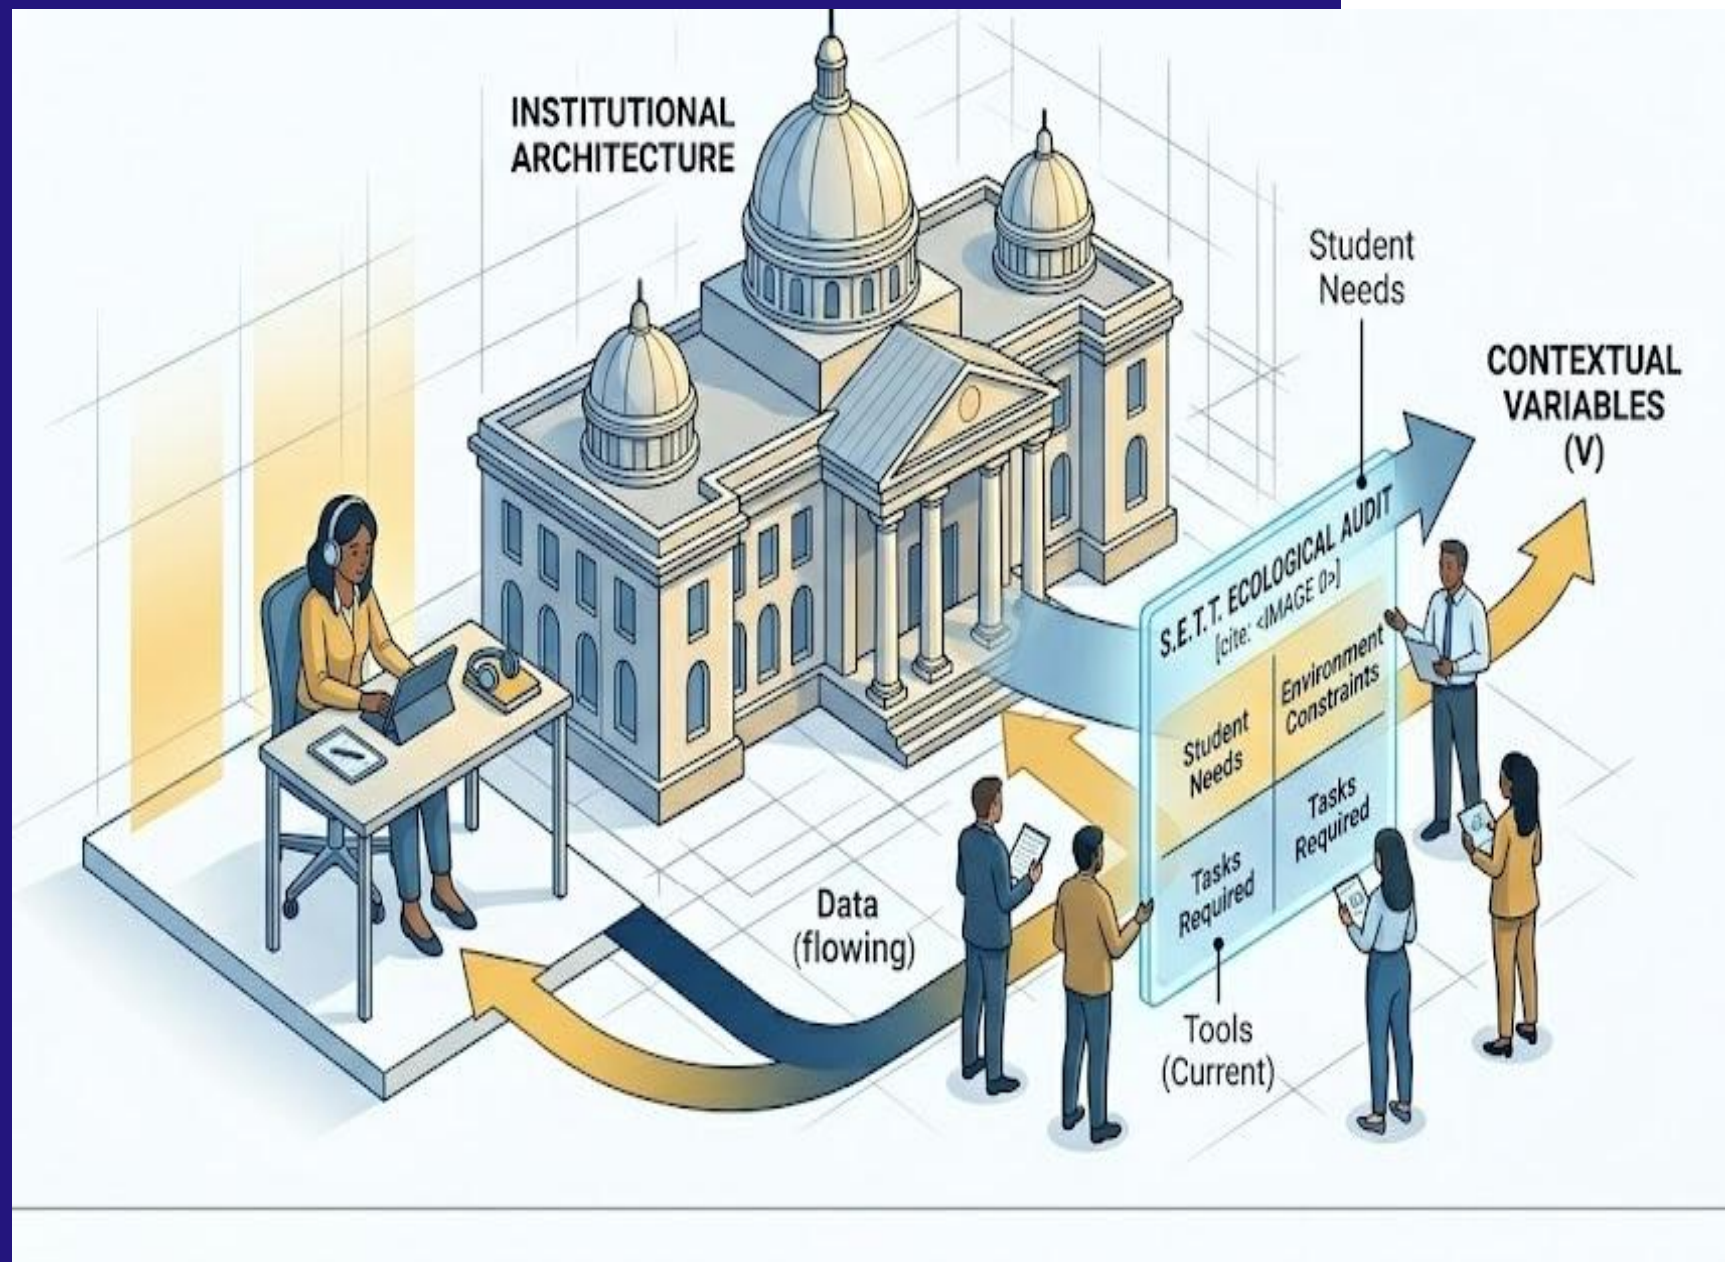 INSTITUTIONAL
ARCHITECTURE
Student
Needs
CONTEXTUAL
VARIABLES
(V)
S.E.T.T. ECOLOGICAL AUDIT
[cite: <IMAGE 0>]
Student
Needs
Environment
Constraints
Tasks
Required
Tasks
Required
Data
(flowing)
Tools
(Current)